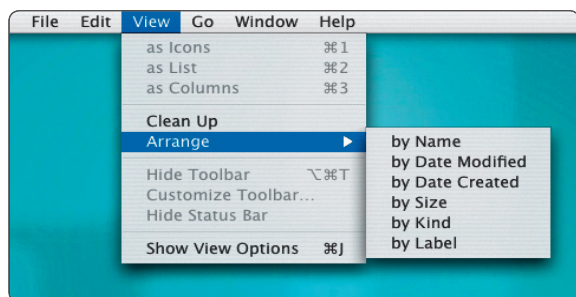 File Edit View Go Window Help
as Icons ⌘1
as List ⌘2
as Columns ⌘3
Clean Up
Arrange ▶
by Name
by Date Modified
by Date Created
by Size
by Kind
by Label
Hide Toolbar ⌥⌘T
Customize Toolbar...
Hide Status Bar
Show View Options ⌘J